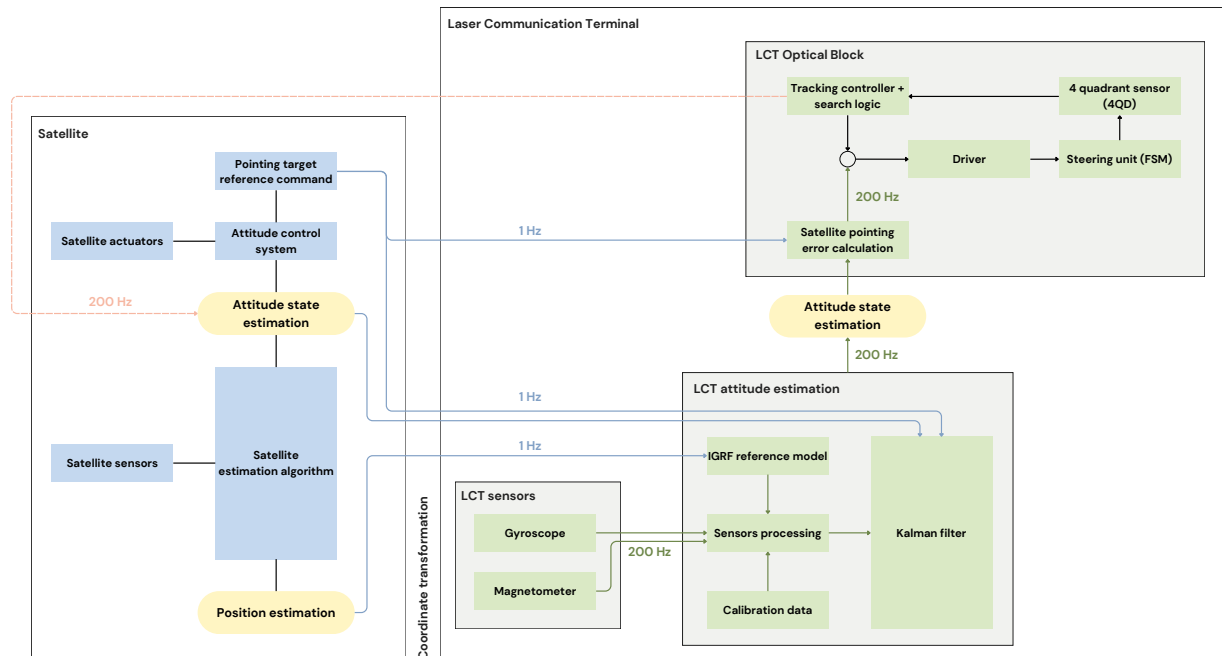 Laser Communication Terminal
LCT Optical Block
Tracking controller +
search logic
4 quadrant sensor
(4QD)
Driver
Steering unit (FSM)
200 Hz
Satellite pointing
error calculation
Satellite
Pointing target
reference command
Satellite actuators
Attitude control
system
1 Hz
200 Hz
Attitude state
estimation
Attitude state
estimation
200 Hz
LCT attitude estimation
1 Hz
Satellite sensors
Satellite
estimation algorithm
1 Hz
IGRF reference model
LCT sensors
Gyroscope
Sensors processing
Kalman filter
200 Hz
Magnetometer
Calibration data
Position estimation
Coordinate transformation